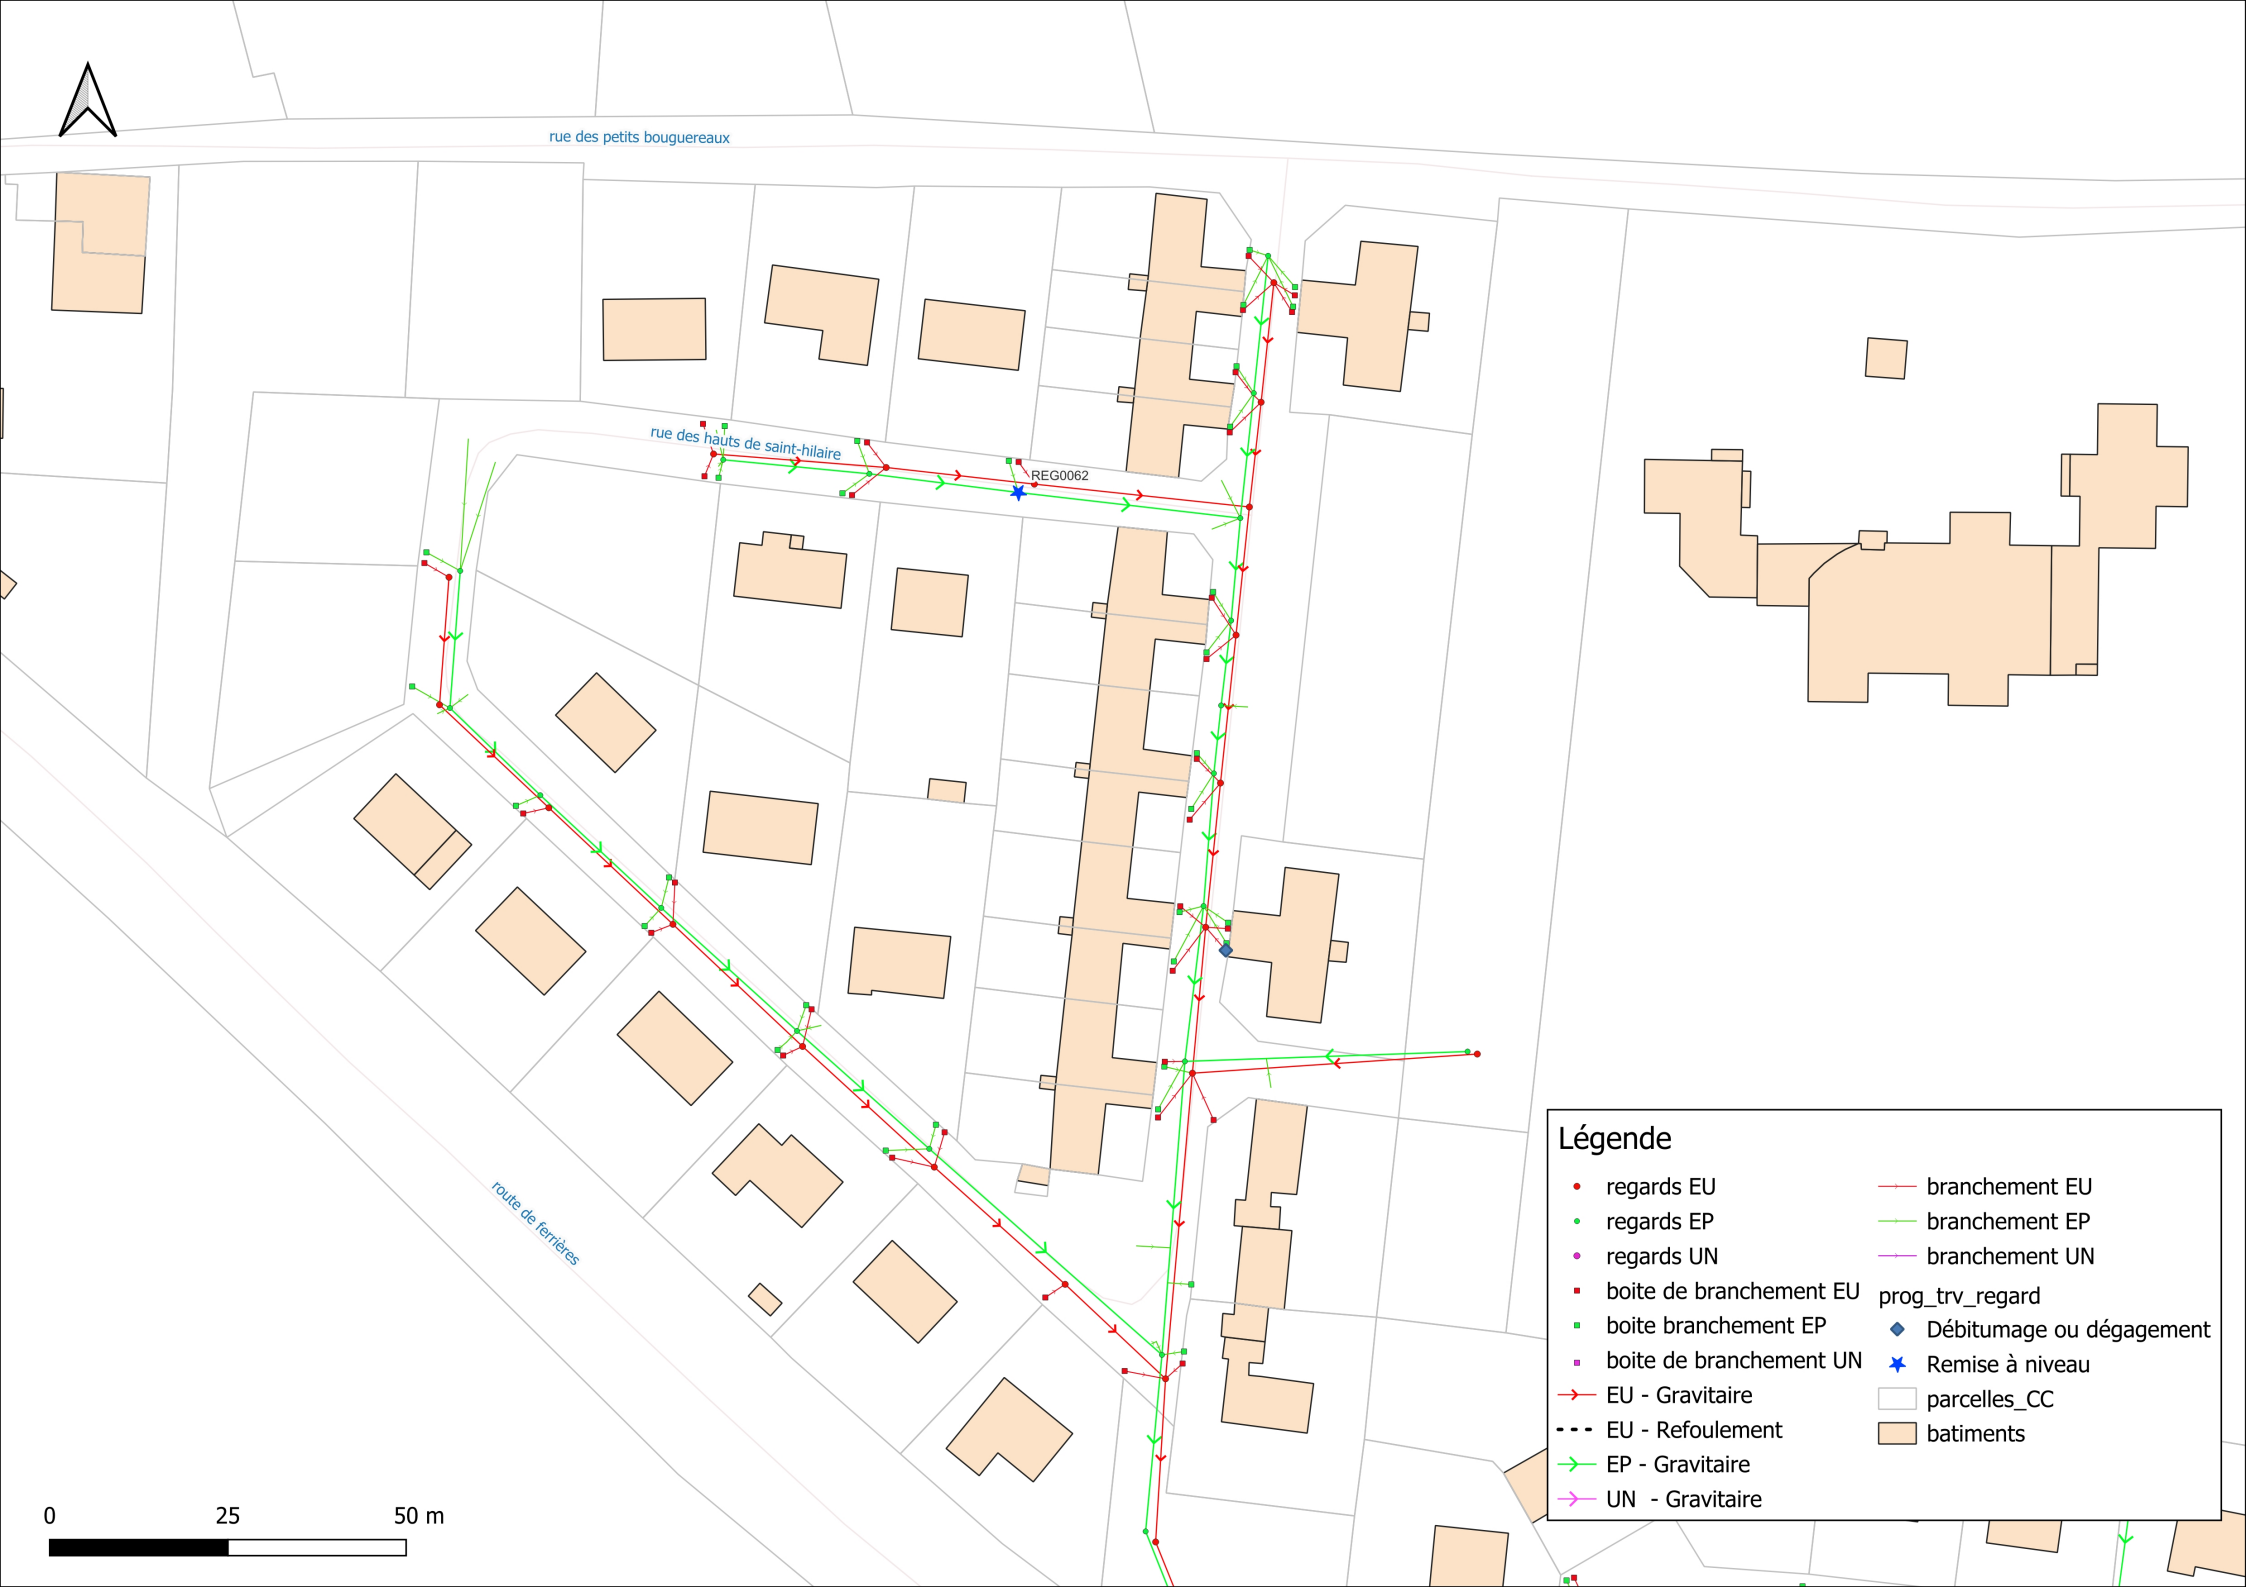 rue des petits bouguereaux
rue des hauts de saint-hilaire
REG0062
route de ferrières
Légende
regards EU
regards EP
regards UN
boite de branchement EU
boite branchement EP
boite de branchement UN
EU - Gravitaire
EU - Refoulement
EP - Gravitaire
UN  - Gravitaire
branchement EU
branchement EP
branchement UN
prog_trv_regard
Débitumage ou dégagement
Remise à niveau
parcelles_CC
batiments
0 25 50 m